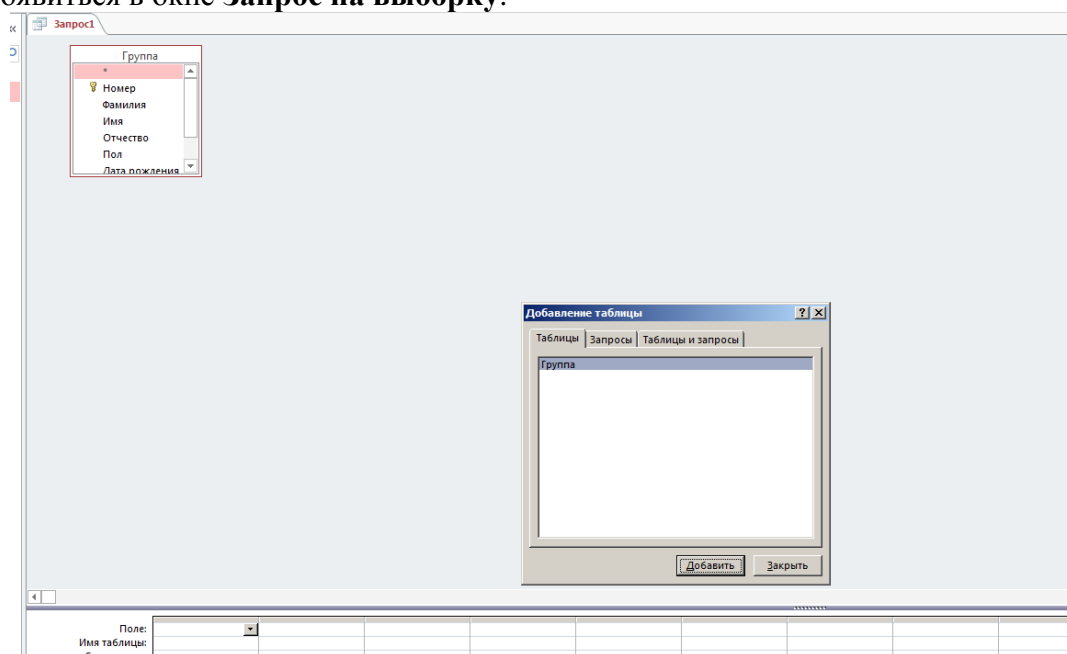 в окне Запрос на выборку.
Запрос1
Группа
*
Номер
Фамилия
Имя
Отчество
Пол
Дата рождения
Добавление таблицы
Таблицы Запросы Таблицы и запросы
Группа
Добавить Закрыть
Поле:
Имя таблицы: